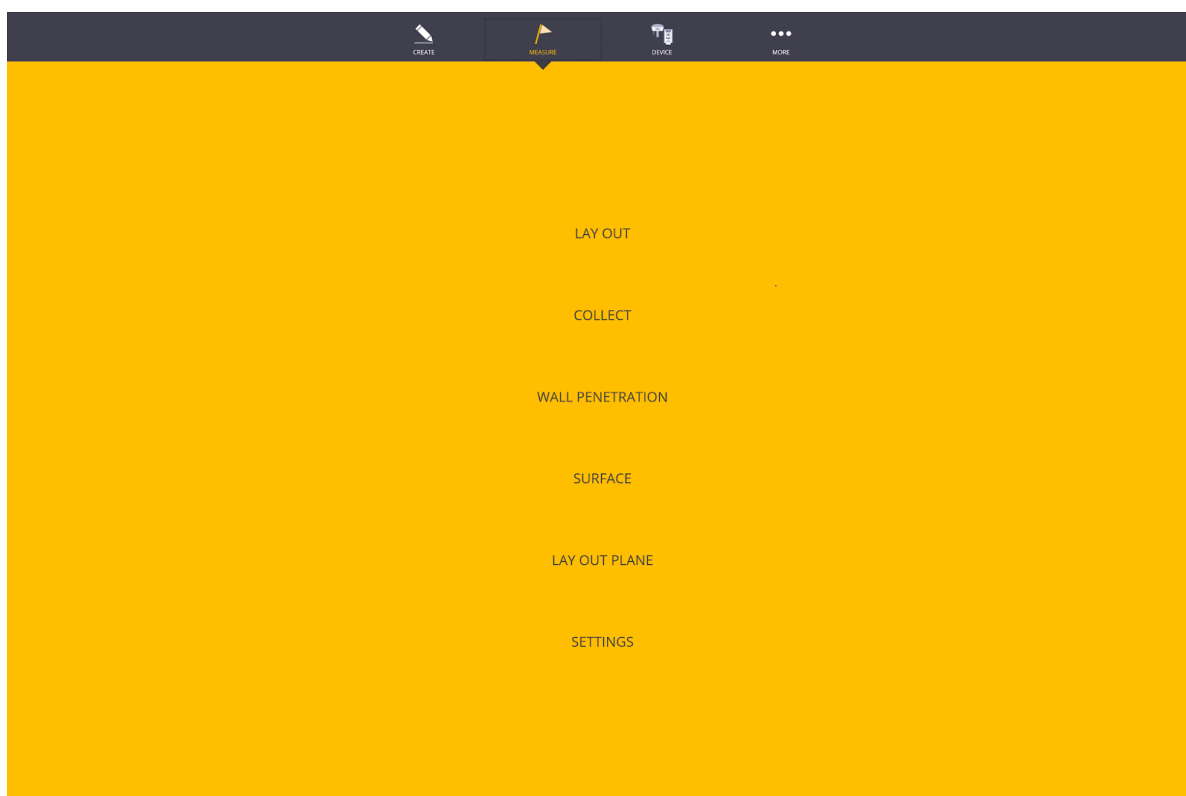 CREATE
MEASURE
DEVICE
MORE
LAY OUT
COLLECT
WALL PENETRATION
SURFACE
LAY OUT PLANE
SETTINGS